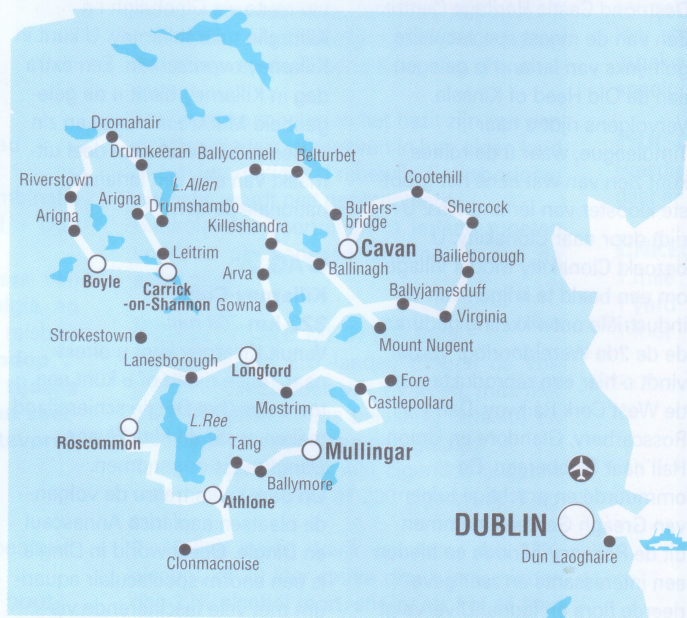 Dromahair
Drumkeeran
Ballyconnell
Belturbet
Cootehill
Riverstown
Arigna
L.Allen
Drumshambo
Arigna
Butlers-
bridge
Shercock
Killeshandra
Leitrim
Cavan
Bailieborough
Boyle
Carrick
-on-Shannon
Arva
Ballinagh
Gowna
Ballyjamesduff
Virginia
Strokestown
Mount Nugent
Lanesborough
Longford
Fore
Castlepollard
Mostrim
L.Ree
Roscommon
Tang
Mullingar
Ballymore
Athlone
DUBLIN
Clonmacnoise
Dun Laoghaire